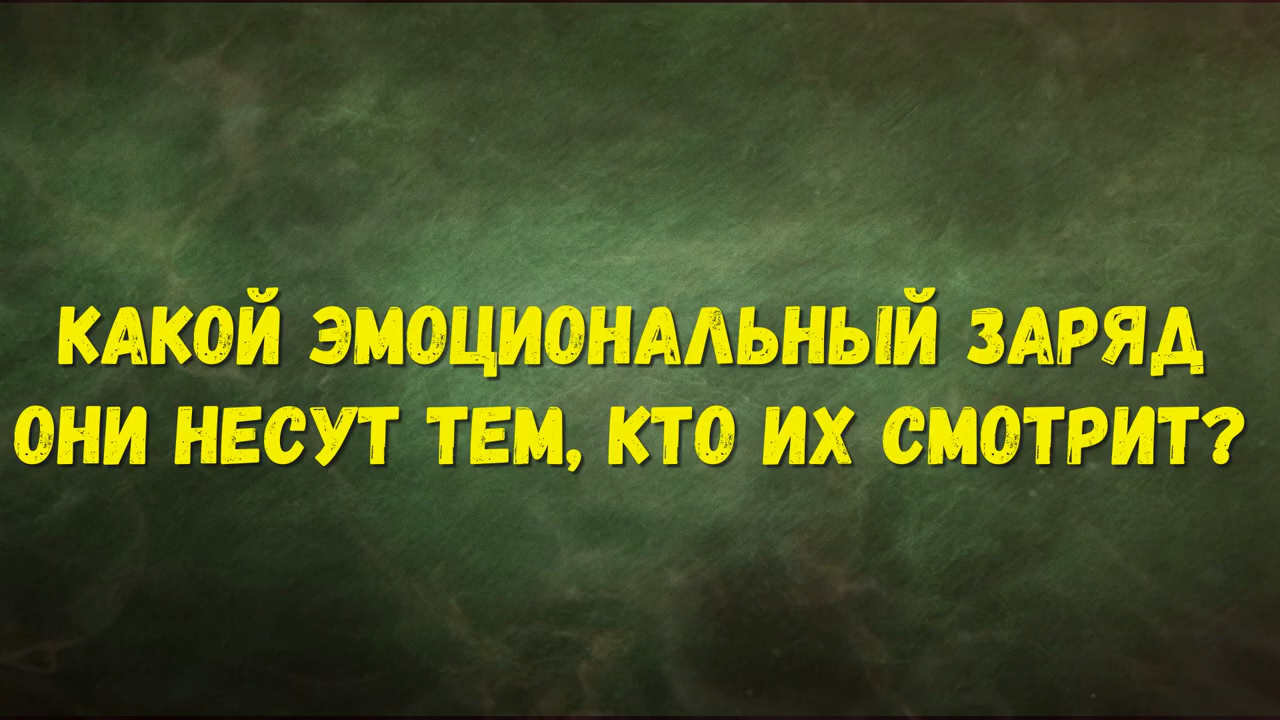 КАКОЙ ЭМОЦИОНАЛЬНЫЙ ЗАРЯД
ОНИ НЕСУТ ТЕМ, КТО ИХ СМОТРИТ?